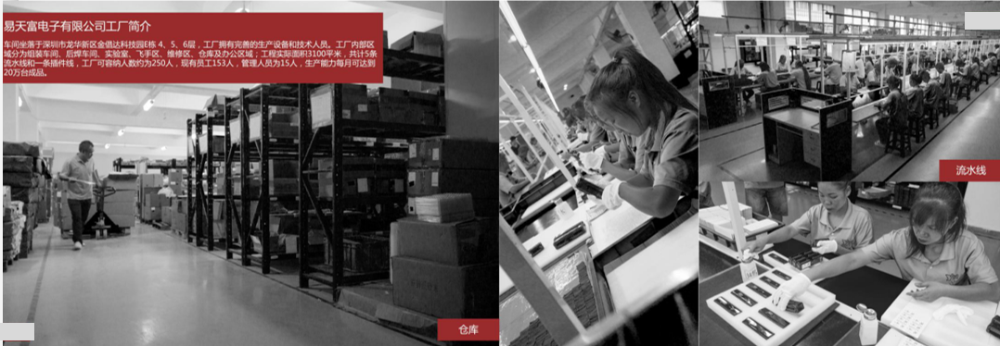 易天富电子有限公司工厂简介
车间坐落于深圳市龙华新区金倡达科技园E栋 4、5、6层，工厂拥有完善的生产设备和技术人员。工厂内部区
域分为组装车间、后焊车间、实验室、飞手区、维修区、仓库及办公区域；工程实际面积3100平米，共计5条
流水线和一条插件线，工厂可容纳人数约为250人，现有员工153人，管理人员为15人，生产能力每月可达到
20万台成品。
仓库
流水线